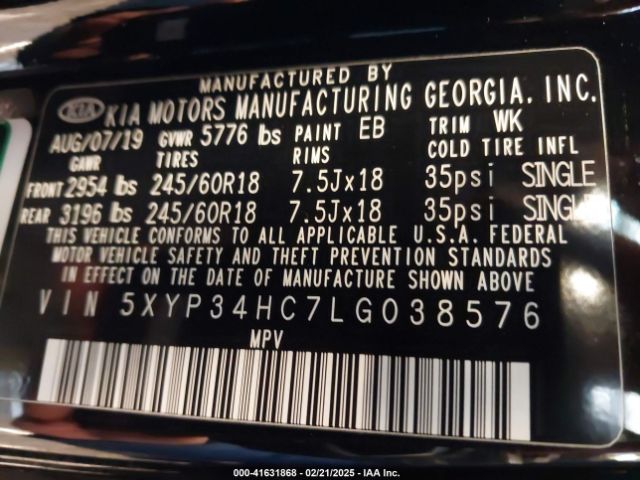 MANUFACTURED BY
KIA KIA MOTORS MANUFACTURING GEORGIA, INC.
AUG/07/19 GVWR 5776 lbs PAINT EB TRIM WK
GAWR TIRES RIMS COLD TIRE INFL
FRONT 2954 lbs 245/60R18 7.5Jx18 35psi SINGLE
REAR 3196 lbs 245/60R18 7.5Jx18 35psi SINGLE
THIS VEHICLE CONFORMS TO ALL APPLICABLE U.S.A. FEDERAL
MOTOR VEHICLE SAFETY AND THEFT PREVENTION STANDARDS
IN EFFECT ON THE DATE OF MANUFACTURE SHOWN ABOVE
VIN 5XYP34HC7LG038576
MPV
000-41631868 - 02/21/2025 - IAA Inc.